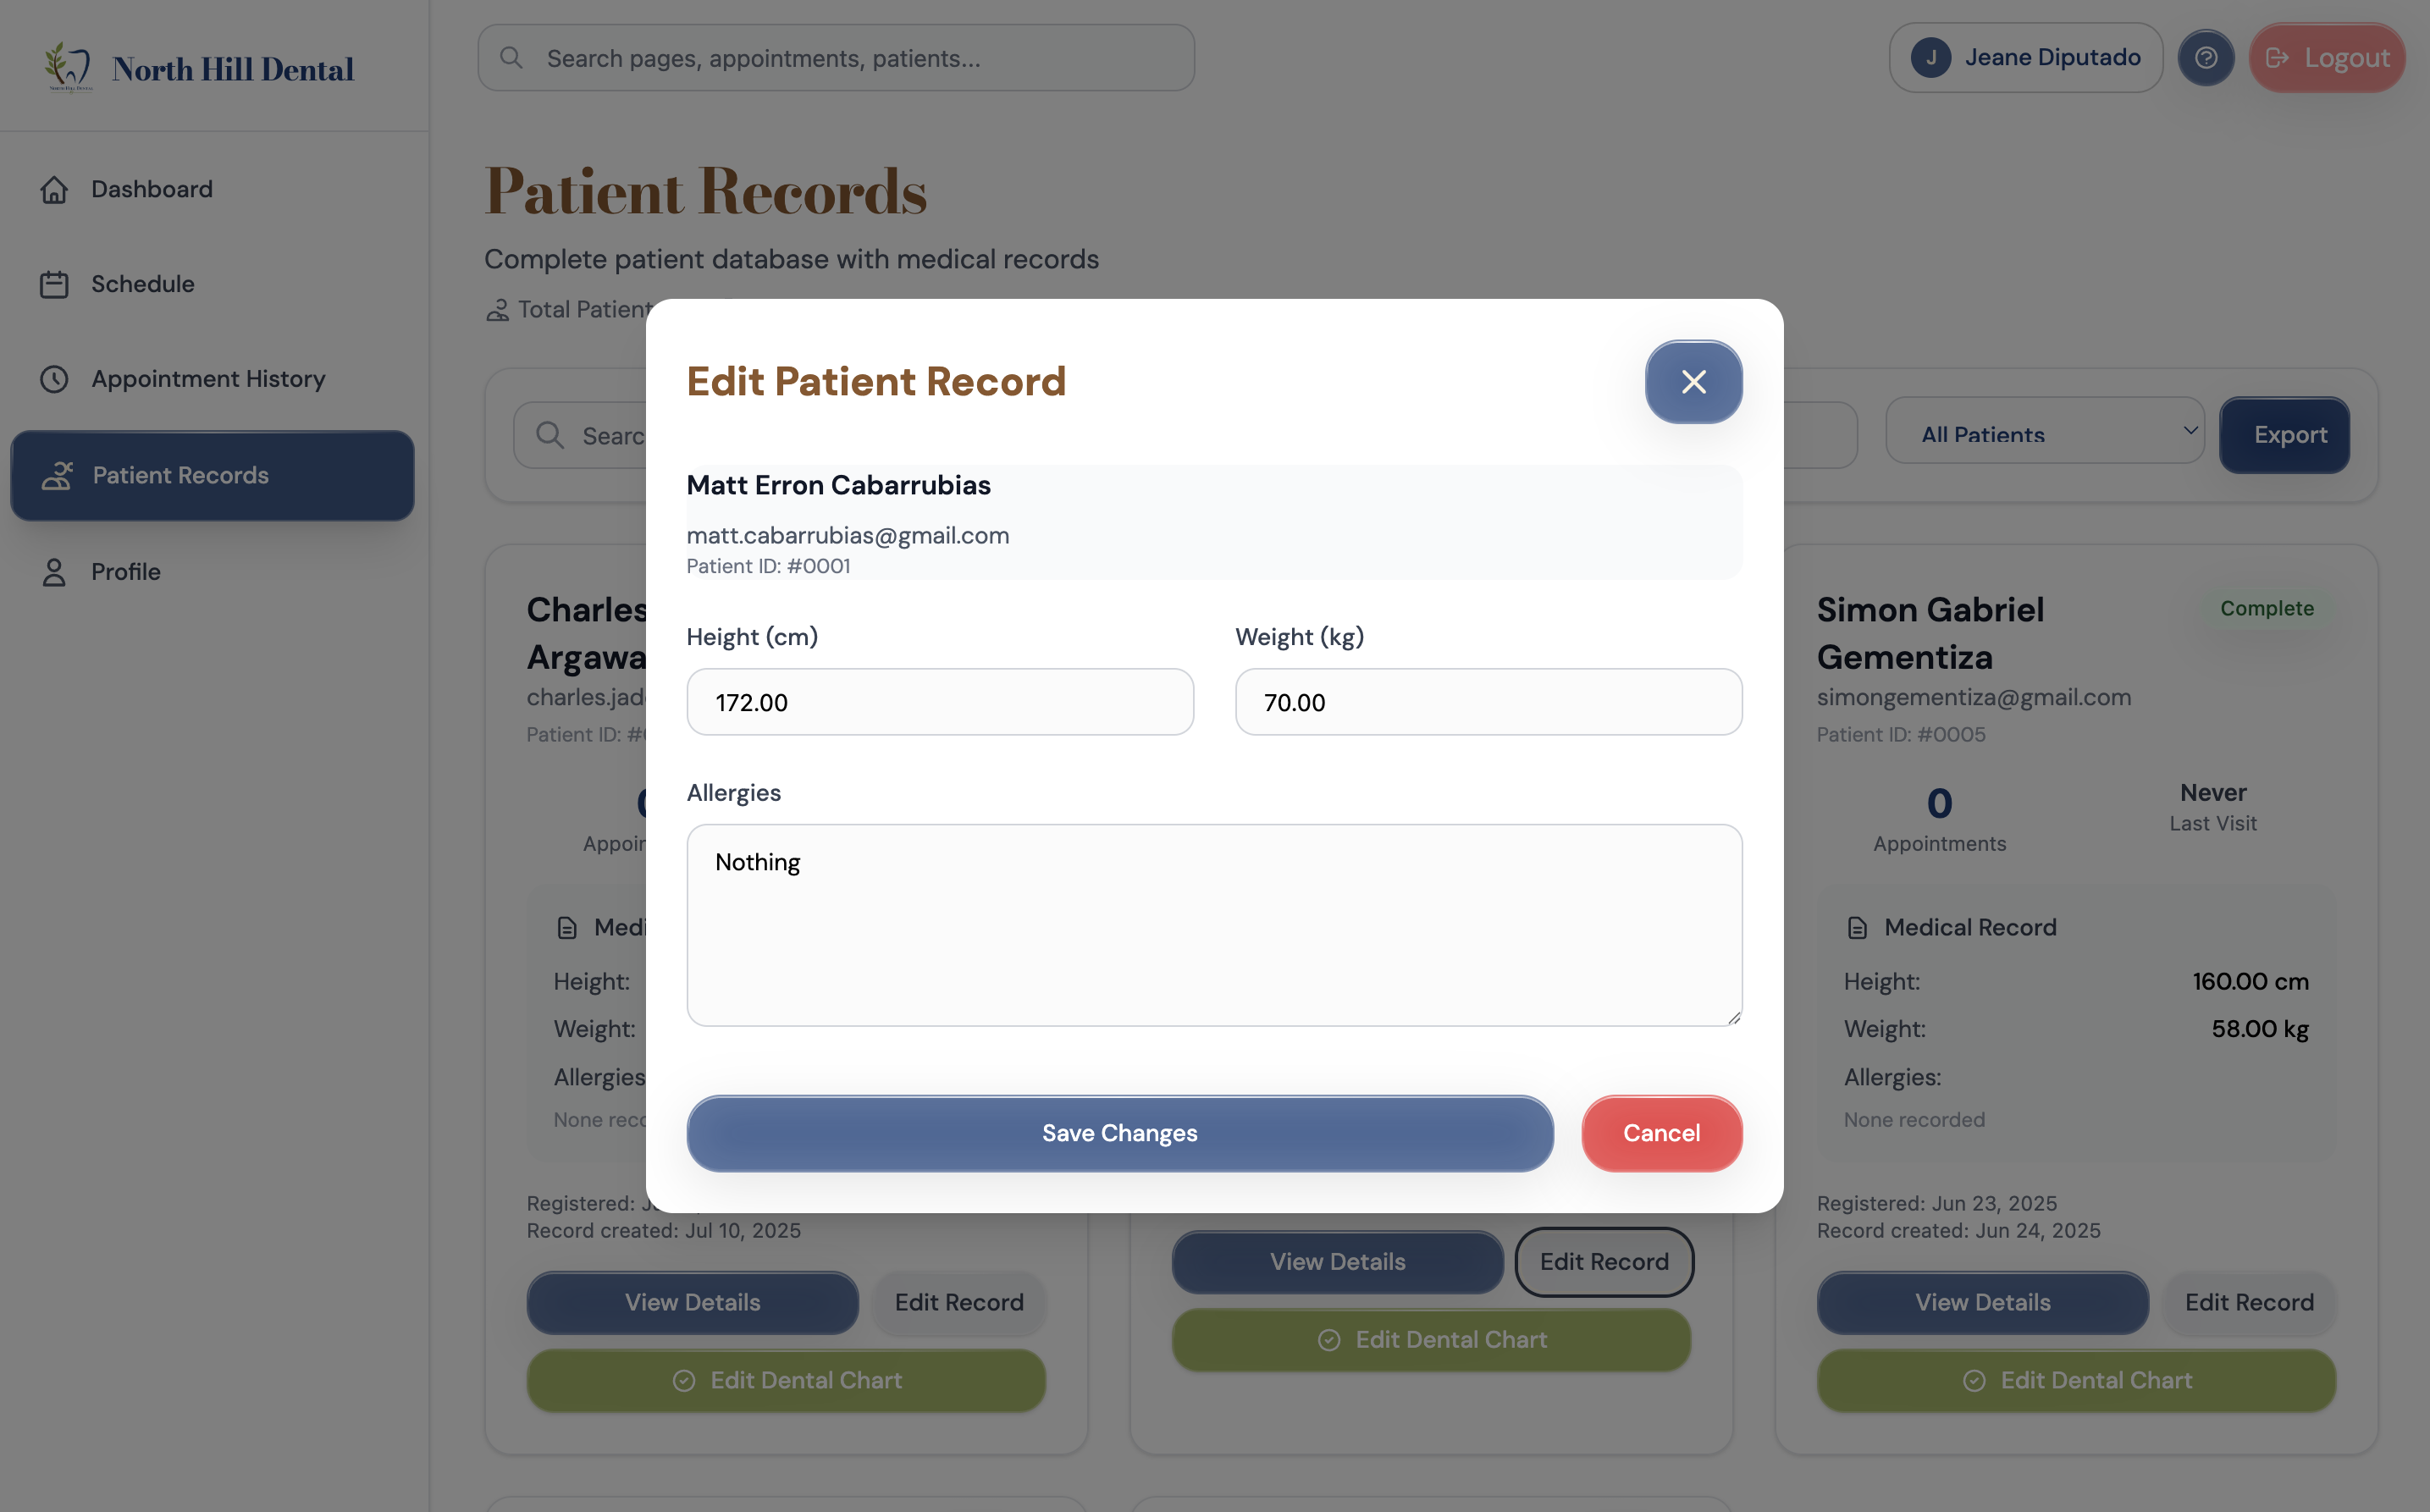 North Hill Dental
Search pages, appointments, patients...
J
Jeane Diputado
Logout
Dashboard
Schedule
Appointment History
Patient Records
Profile
Patient Records
Complete patient database with medical records
Total Patient
Searc
All Patients
Export
Edit Patient Record
Matt Erron Cabarrubias
matt.cabarrubias@gmail.com
Patient ID: #0001
Height (cm)
Weight (kg)
172.00
70.00
Allergies
Nothing
Save Changes
Cancel
Charles
Argawa
charles.jad
Patient ID: #
Appoin
Medi
Height:
Weight:
Allergies
None reco
Registered: J
Record created: Jul 10, 2025
View Details
Edit Record
Edit Dental Chart
View Details
Edit Record
Edit Dental Chart
Simon Gabriel
Gementiza
Complete
simongementiza@gmail.com
Patient ID: #0005
0
Appointments
Never
Last Visit
Medical Record
Height:
160.00 cm
Weight:
58.00 kg
Allergies:
None recorded
Registered: Jun 23, 2025
Record created: Jun 24, 2025
View Details
Edit Record
Edit Dental Chart